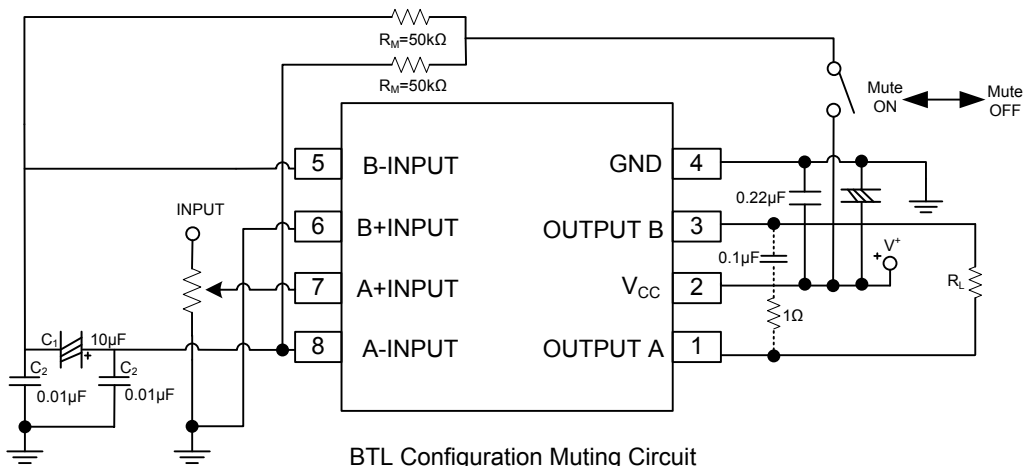 R_M=50kΩ
R_M=50kΩ
Mute
ON
Mute
OFF
5
B-INPUT
GND
4
0.22µF
INPUT
6
B+INPUT
OUTPUT B
3
0.1µF
+ V⁺
7
A+INPUT
V_CC
2
R_L
1Ω
C₁
10µF
+
8
A-INPUT
OUTPUT A
1
C₂
0.01µF
C₂
0.01µF
BTL Configuration Muting Circuit